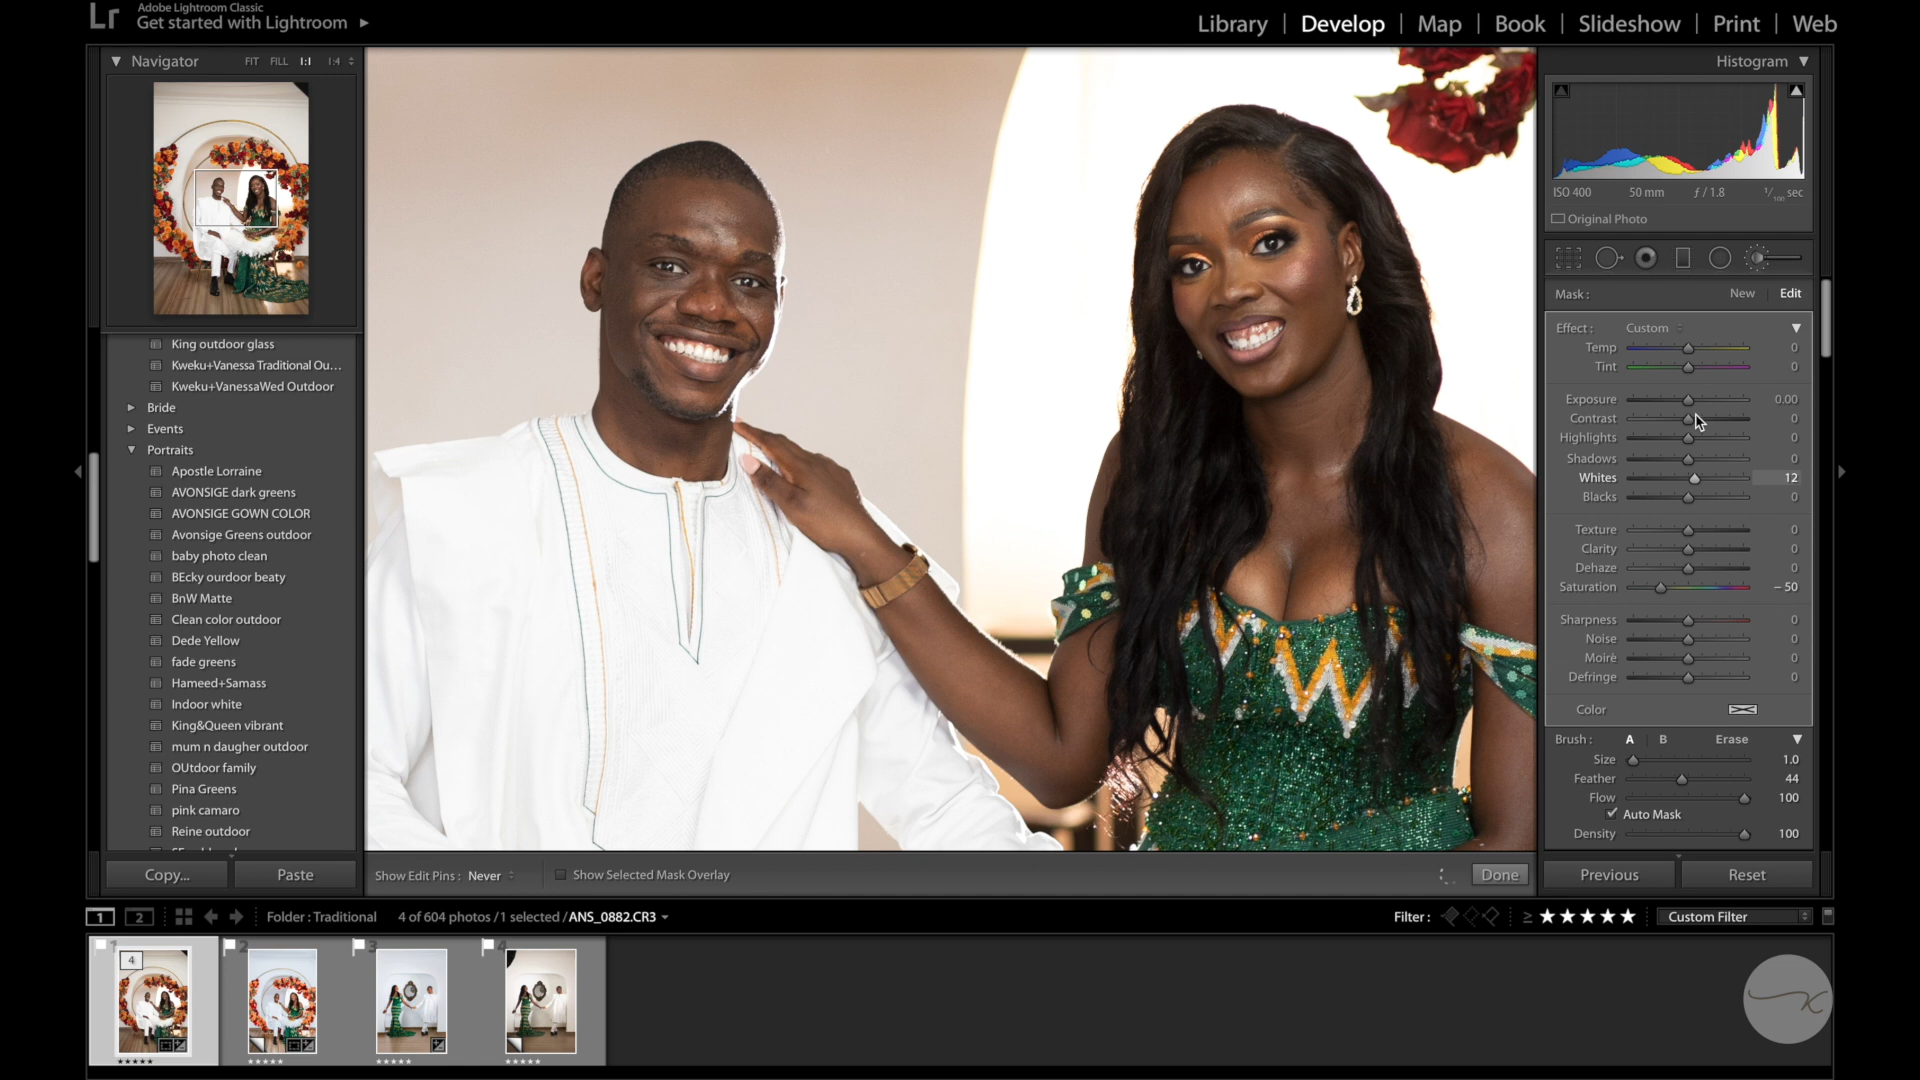 Lr
Adobe Lightroom Classic
Get started with Lightroom
Library | Develop | Map | Book | Slideshow | Print | Web
Navigator FIT FILL 1:1 1:4
King outdoor glass
Kweku+Vanessa Traditional Ou...
Kweku+VanessaWed Outdoor
Bride
Events
Portraits
Apostle Lorraine
AVONSIGE dark greens
AVONSIGE GOWN COLOR
Avonsige Greens outdoor
baby photo clean
BEcky ourdoor beaty
BnW Matte
Clean color outdoor
Dede Yellow
fade greens
Hameed+Samass
Indoor white
King&Queen vibrant
mum n daugher outdoor
OUtdoor family
Pina Greens
pink camaro
Reine outdoor
Copy... Paste
Show Edit Pins : Never Show Selected Mask Overlay Done
Histogram
ISO 400 50 mm ƒ / 1.8 1/100 sec
Original Photo
Mask : New Edit
Effect : Custom
Temp 0
Tint 0
Exposure 0.00
Contrast 0
Highlights 0
Shadows 0
Whites 12
Blacks 0
Texture 0
Clarity 0
Dehaze 0
Saturation – 50
Sharpness 0
Noise 0
Moiré 0
Defringe 0
Color
Brush : A B Erase
Size 1.0
Feather 44
Flow 100
Auto Mask
Density 100
Previous Reset
1 2 Folder : Traditional 4 of 604 photos /1 selected /ANS_0882.CR3 Filter : ≥ ★★★★★ Custom Filter
1 2 3 4
4